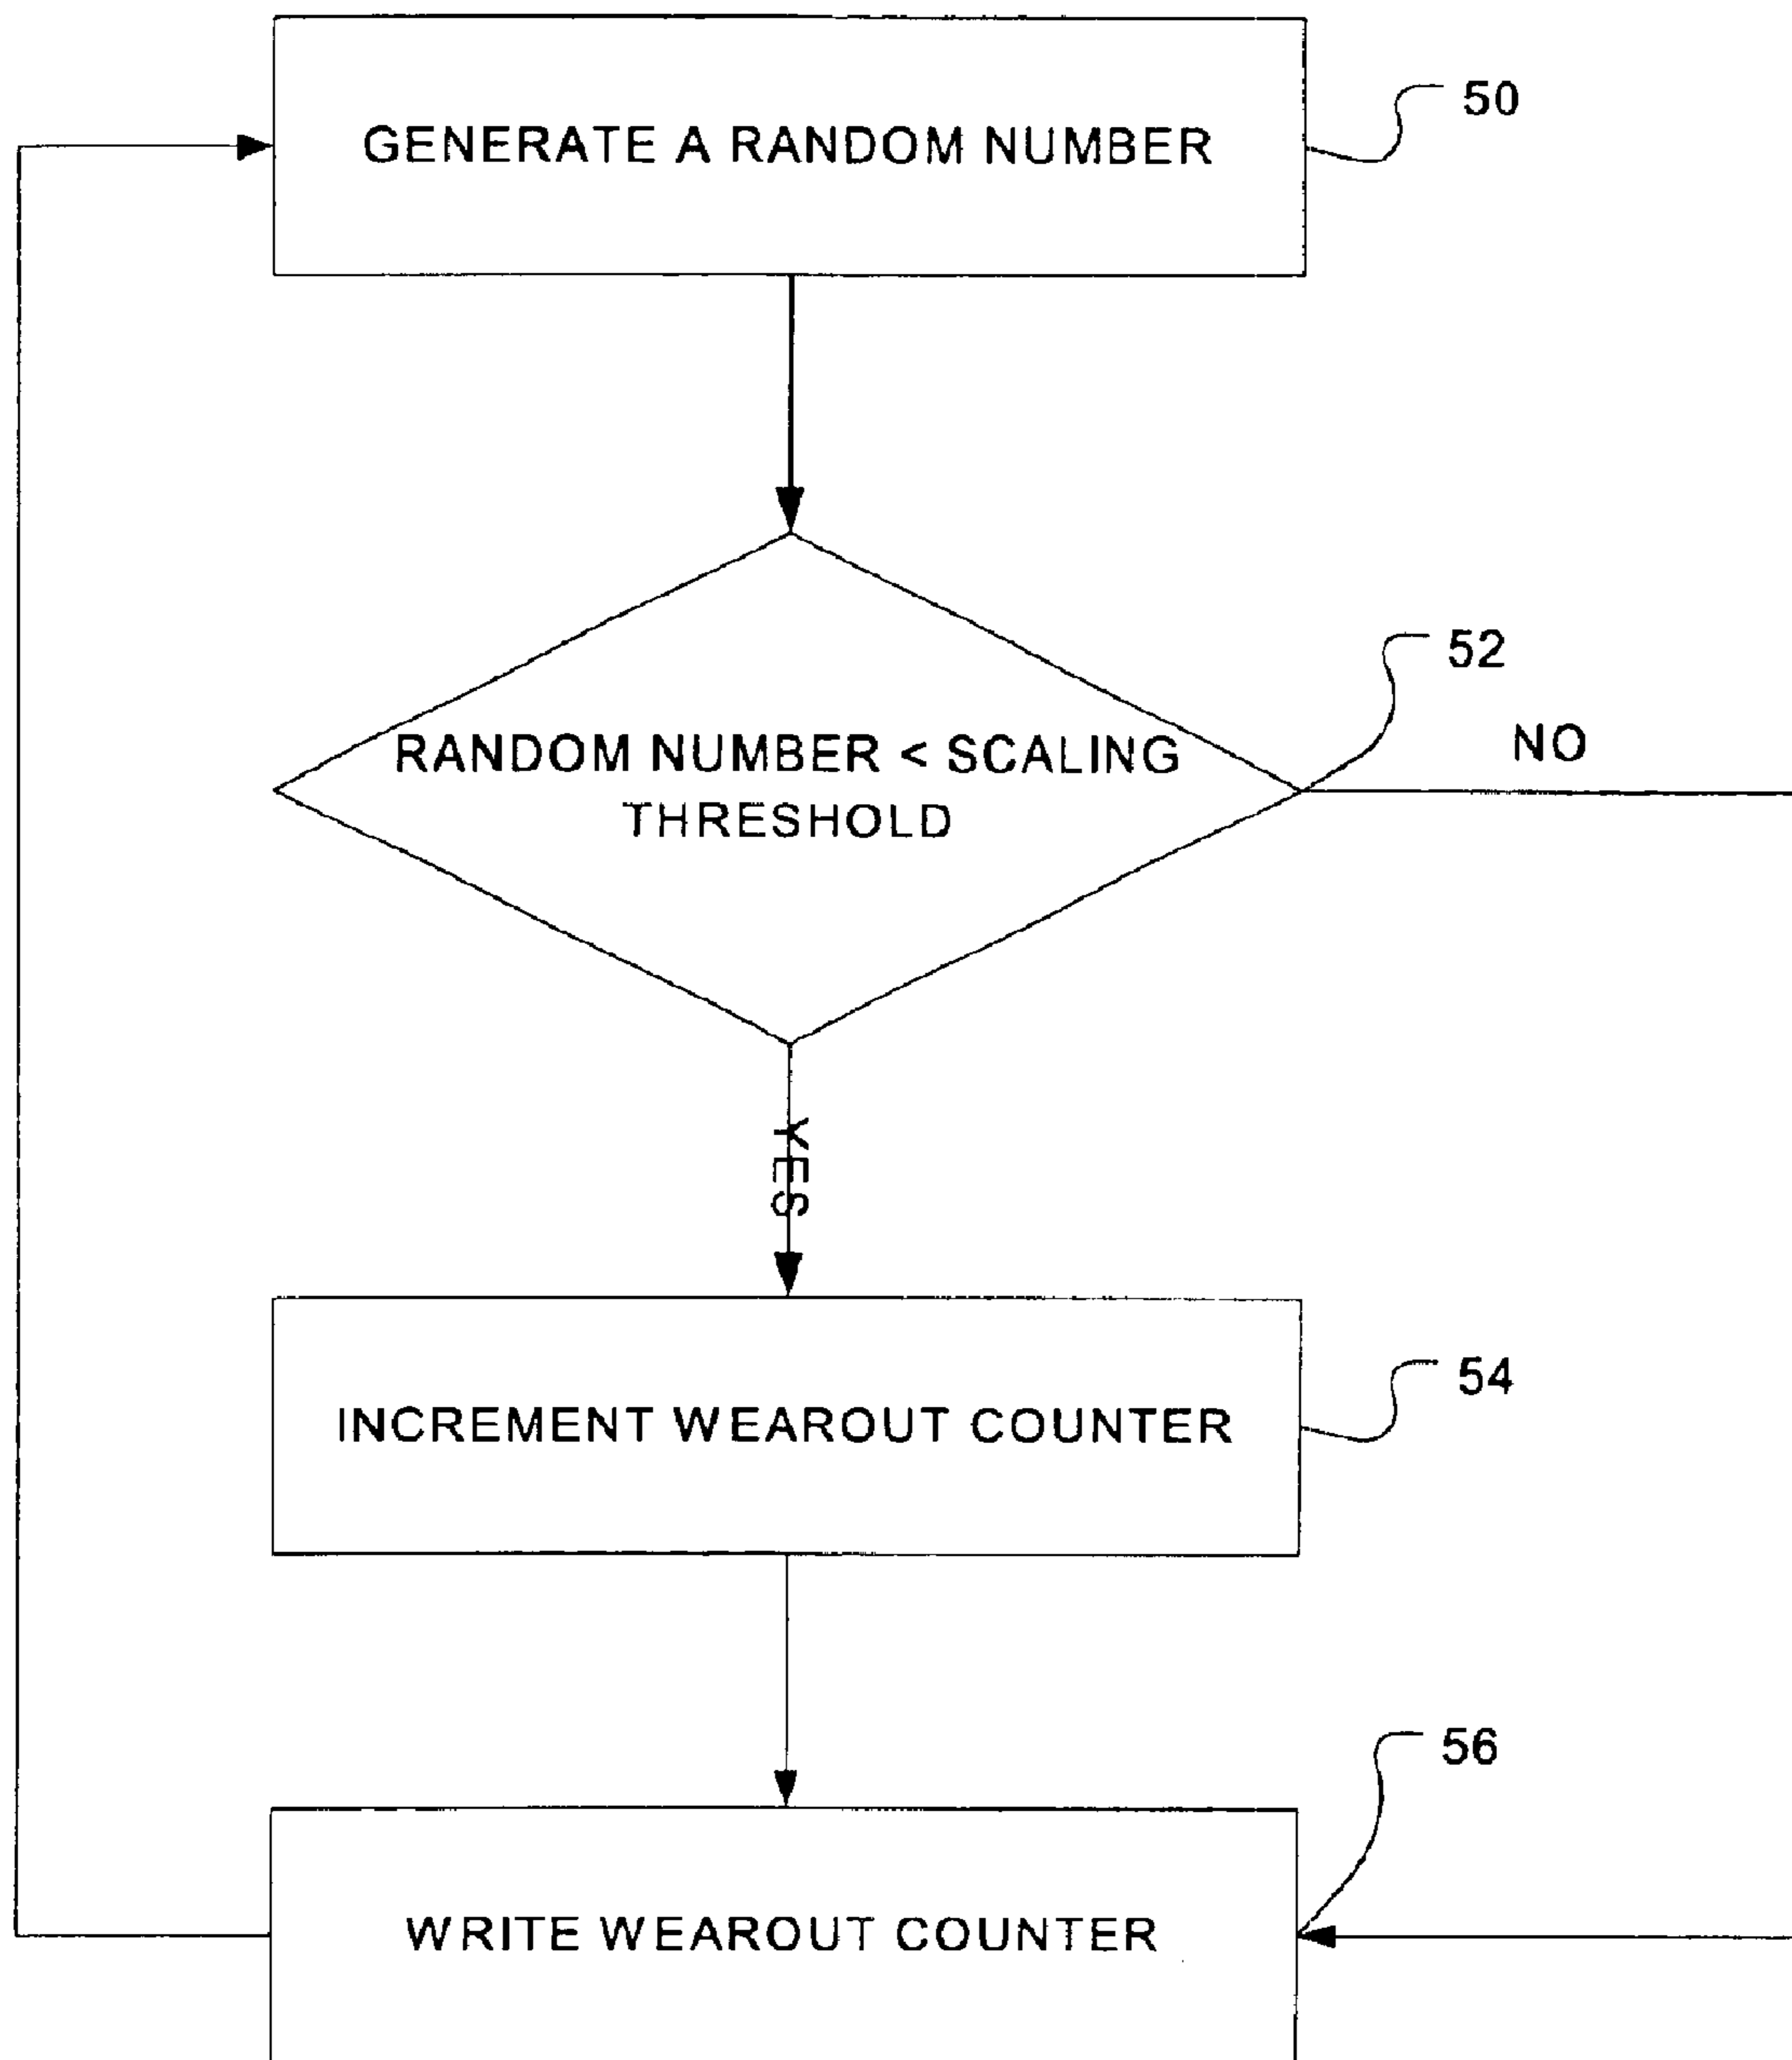 GENERATE A RANDOM NUMBER
50
52
RANDOM NUMBER < SCALING
THRESHOLD
NO
YES
54
INCREMENT WEAROUT COUNTER
56
WRITE WEAROUT COUNTER